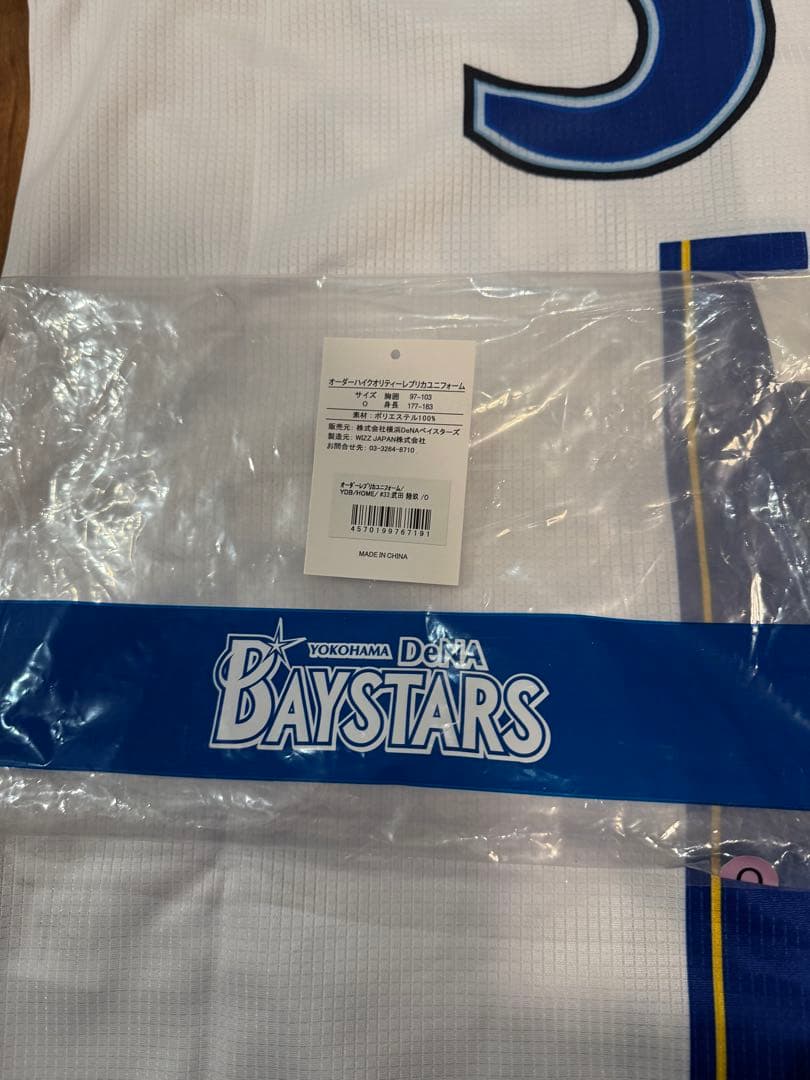 3
オーダーハイクオリティーレプリカユニフォーム
サイズ 胸囲 97-103
O 身長 177-183
素材：ポリエステル100%
販売元：株式会社横浜DeNAベイスターズ
製造元：WIZZ JAPAN株式会社
お問合せ先：03-3264-8710
オーダーレプリカユニフォーム/
YDB/HOME/ #33.武田 陸玖 /O
4570199767191
MADE IN CHINA
YOKOHAMA DeNA
BAYSTARS
O